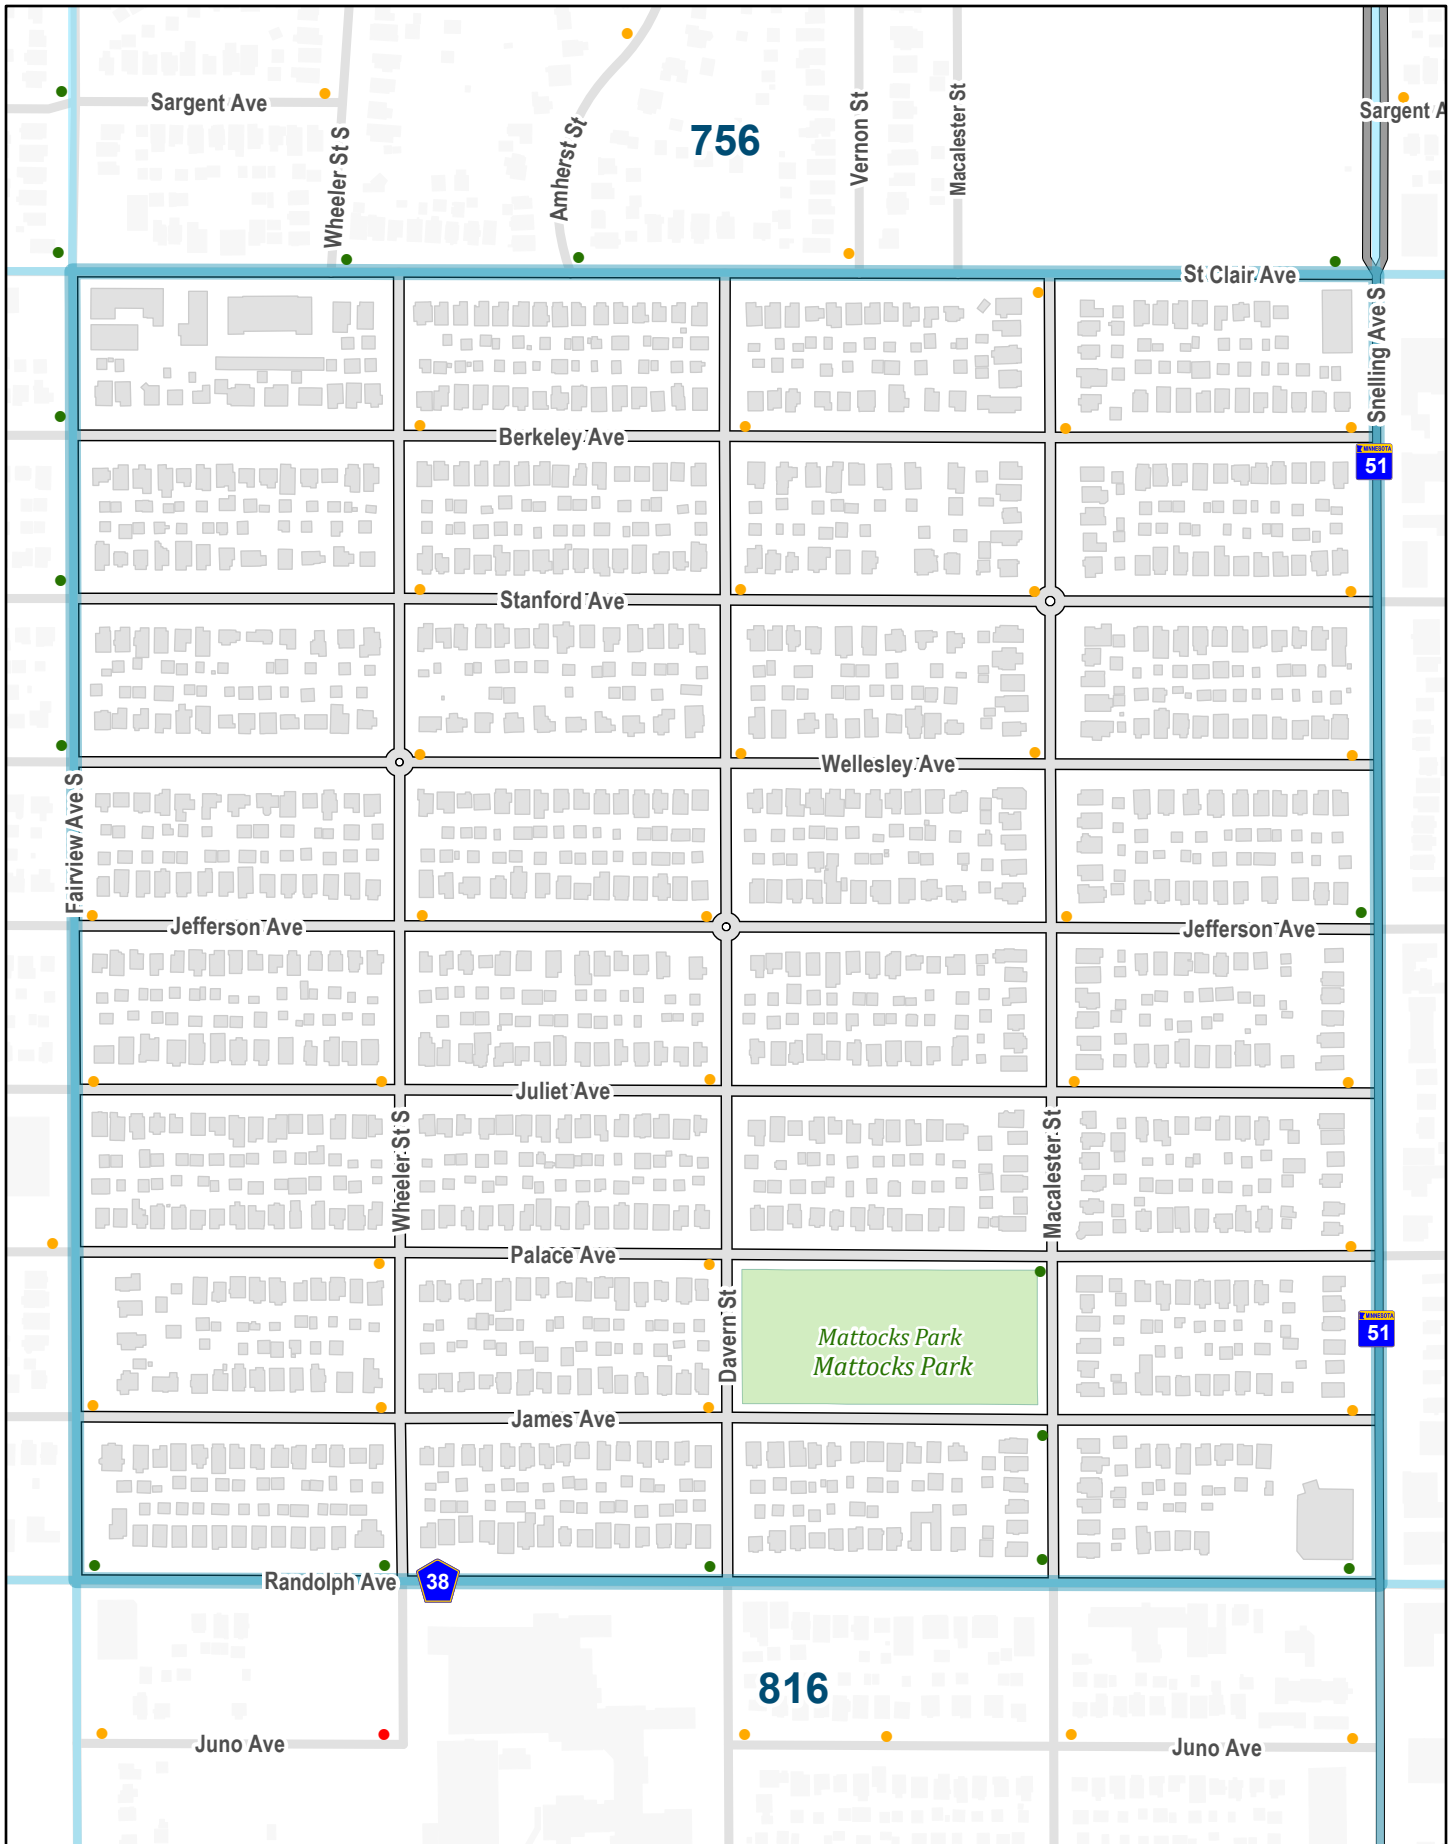 Sargent Ave
Wheeler St S
Amherst St
756
Vernon St
Macalester St
Sargent A
St Clair Ave
Snelling Ave S
Berkeley Ave
MINNESOTA
51
Stanford Ave
Wellesley Ave
Fairview Ave S
Jefferson Ave
Jefferson Ave
Juliet Ave
Wheeler St S
Macalester St
Palace Ave
Davern St
Mattocks Park
Mattocks Park
MINNESOTA
51
James Ave
Randolph Ave
38
816
Juno Ave
Juno Ave